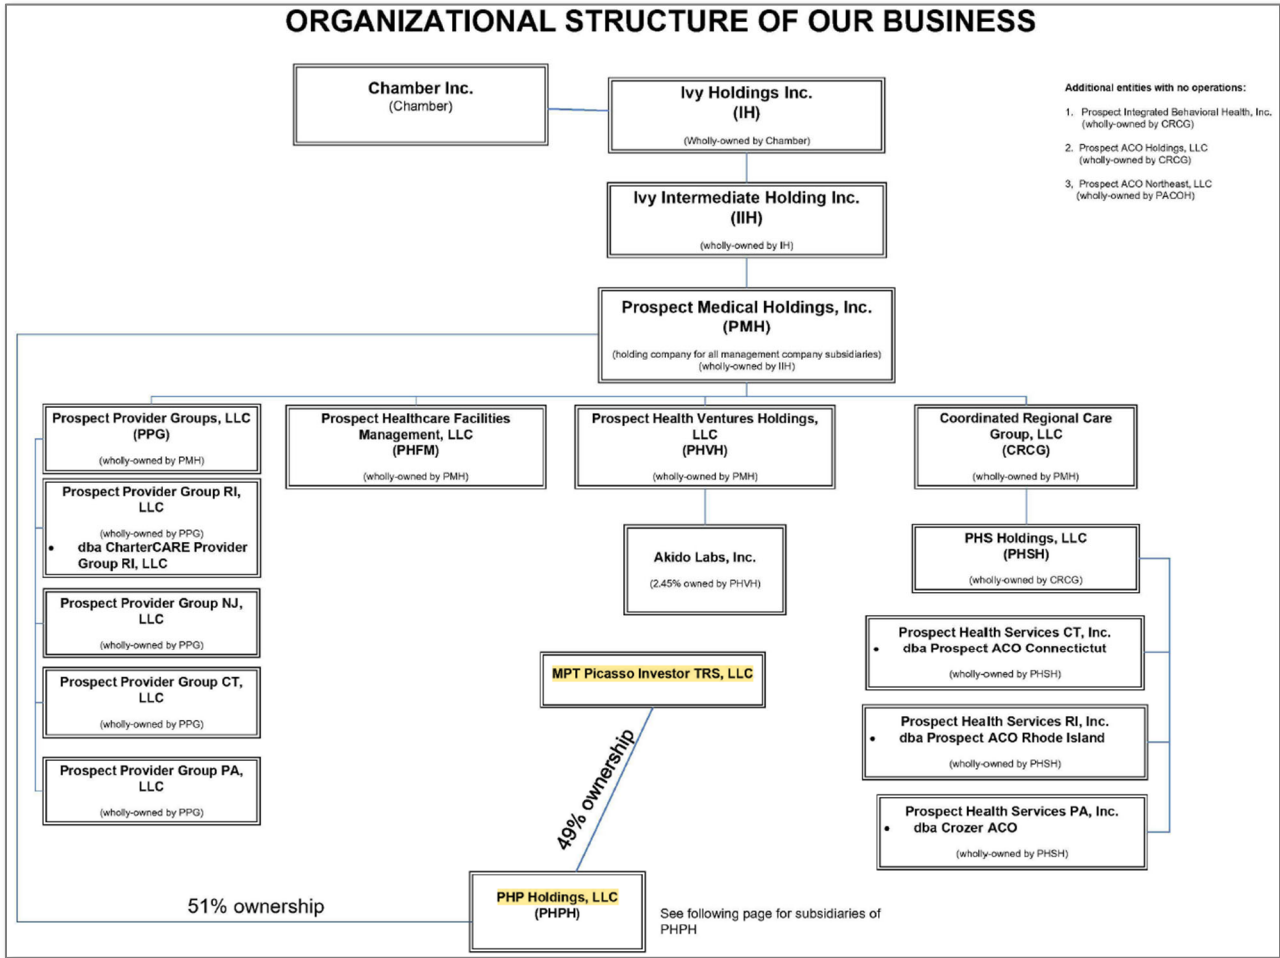 ORGANIZATIONAL STRUCTURE OF OUR BUSINESS
Chamber Inc.
(Chamber)
Ivy Holdings Inc.
(IH)
(Wholly-owned by Chamber)
Additional entities with no operations:
1. Prospect Integrated Behavioral Health, Inc.
(wholly-owned by CRCG)
2. Prospect ACO Holdings, LLC
(wholly-owned by CRCG)
3, Prospect ACO Northeast, LLC
(wholly-owned by PACOH)
Ivy Intermediate Holding Inc.
(IIH)
(wholly-owned by IH)
Prospect Medical Holdings, Inc.
(PMH)
(holding company for all management company subsidiaries)
(wholly-owned by IIH)
Prospect Provider Groups, LLC
(PPG)
(wholly-owned by PMH)
Prospect Provider Group RI,
LLC
(wholly-owned by PPG)
• dba CharterCARE Provider
Group RI, LLC
Prospect Provider Group NJ,
LLC
(wholly-owned by PPG)
Prospect Provider Group CT,
LLC
(wholly-owned by PPG)
Prospect Provider Group PA,
LLC
(wholly-owned by PPG)
Prospect Healthcare Facilities
Management, LLC
(PHFM)
(wholly-owned by PMH)
Prospect Health Ventures Holdings,
LLC
(PHVH)
(wholly-owned by PMH)
Akido Labs, Inc.
(2.45% owned by PHVH)
Coordinated Regional Care
Group, LLC
(CRCG)
(wholly-owned by PMH)
PHS Holdings, LLC
(PHSH)
(wholly-owned by CRCG)
Prospect Health Services CT, Inc.
• dba Prospect ACO Connecticut
(wholly-owned by PHSH)
Prospect Health Services RI, Inc.
• dba Prospect ACO Rhode Island
(wholly-owned by PHSH)
Prospect Health Services PA, Inc.
• dba Crozer ACO
(wholly-owned by PHSH)
MPT Picasso Investor TRS, LLC
49% ownership
51% ownership
PHP Holdings, LLC
(PHPH)
See following page for subsidiaries of
PHPH